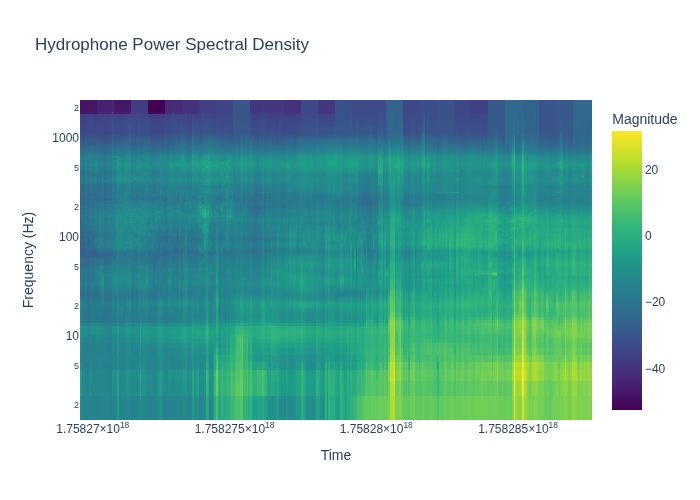 Hydrophone Power Spectral Density
Magnitude
2
1000
5
2
100
5
2
10
5
2
Frequency (Hz)
20
0
−20
−40
1.75827×10¹⁸ 1.758275×10¹⁸ 1.75828×10¹⁸ 1.758285×10¹⁸
Time